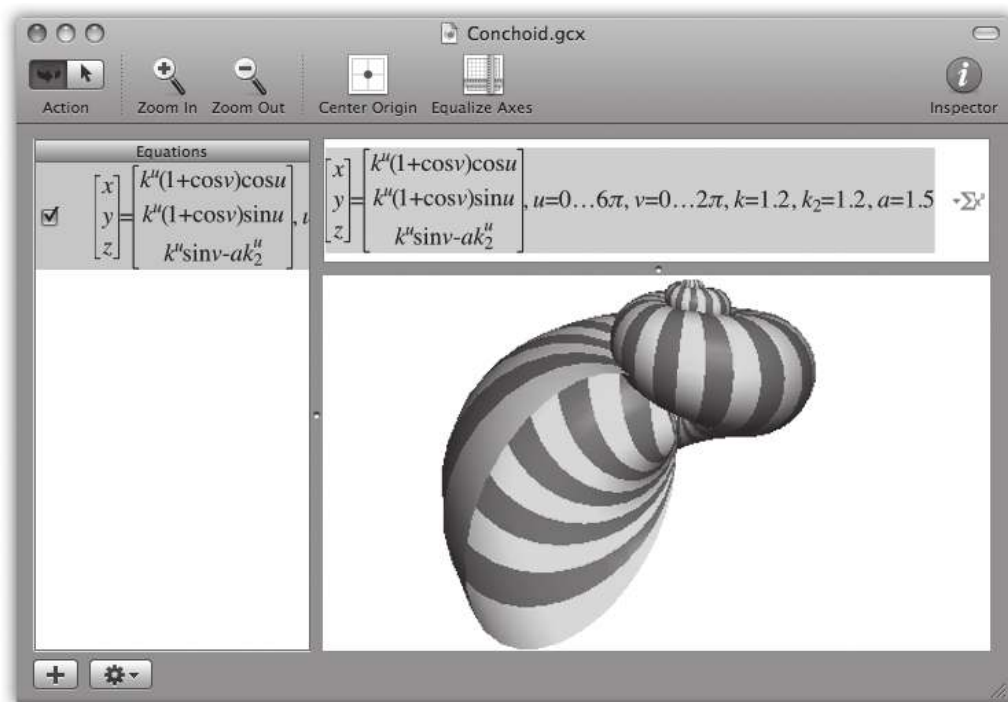 Conchoid.gcx
Action Zoom In Zoom Out Center Origin Equalize Axes Inspector
Equations
[x y z] = [k^u(1+cosv)cosu
k^u(1+cosv)sinu
k^u sinv-ak_2^u], u
[x y z] = [k^u(1+cosv)cosu
k^u(1+cosv)sinu
k^u sinv-ak_2^u], u=0…6π, v=0…2π, k=1.2, k₂=1.2, a=1.5